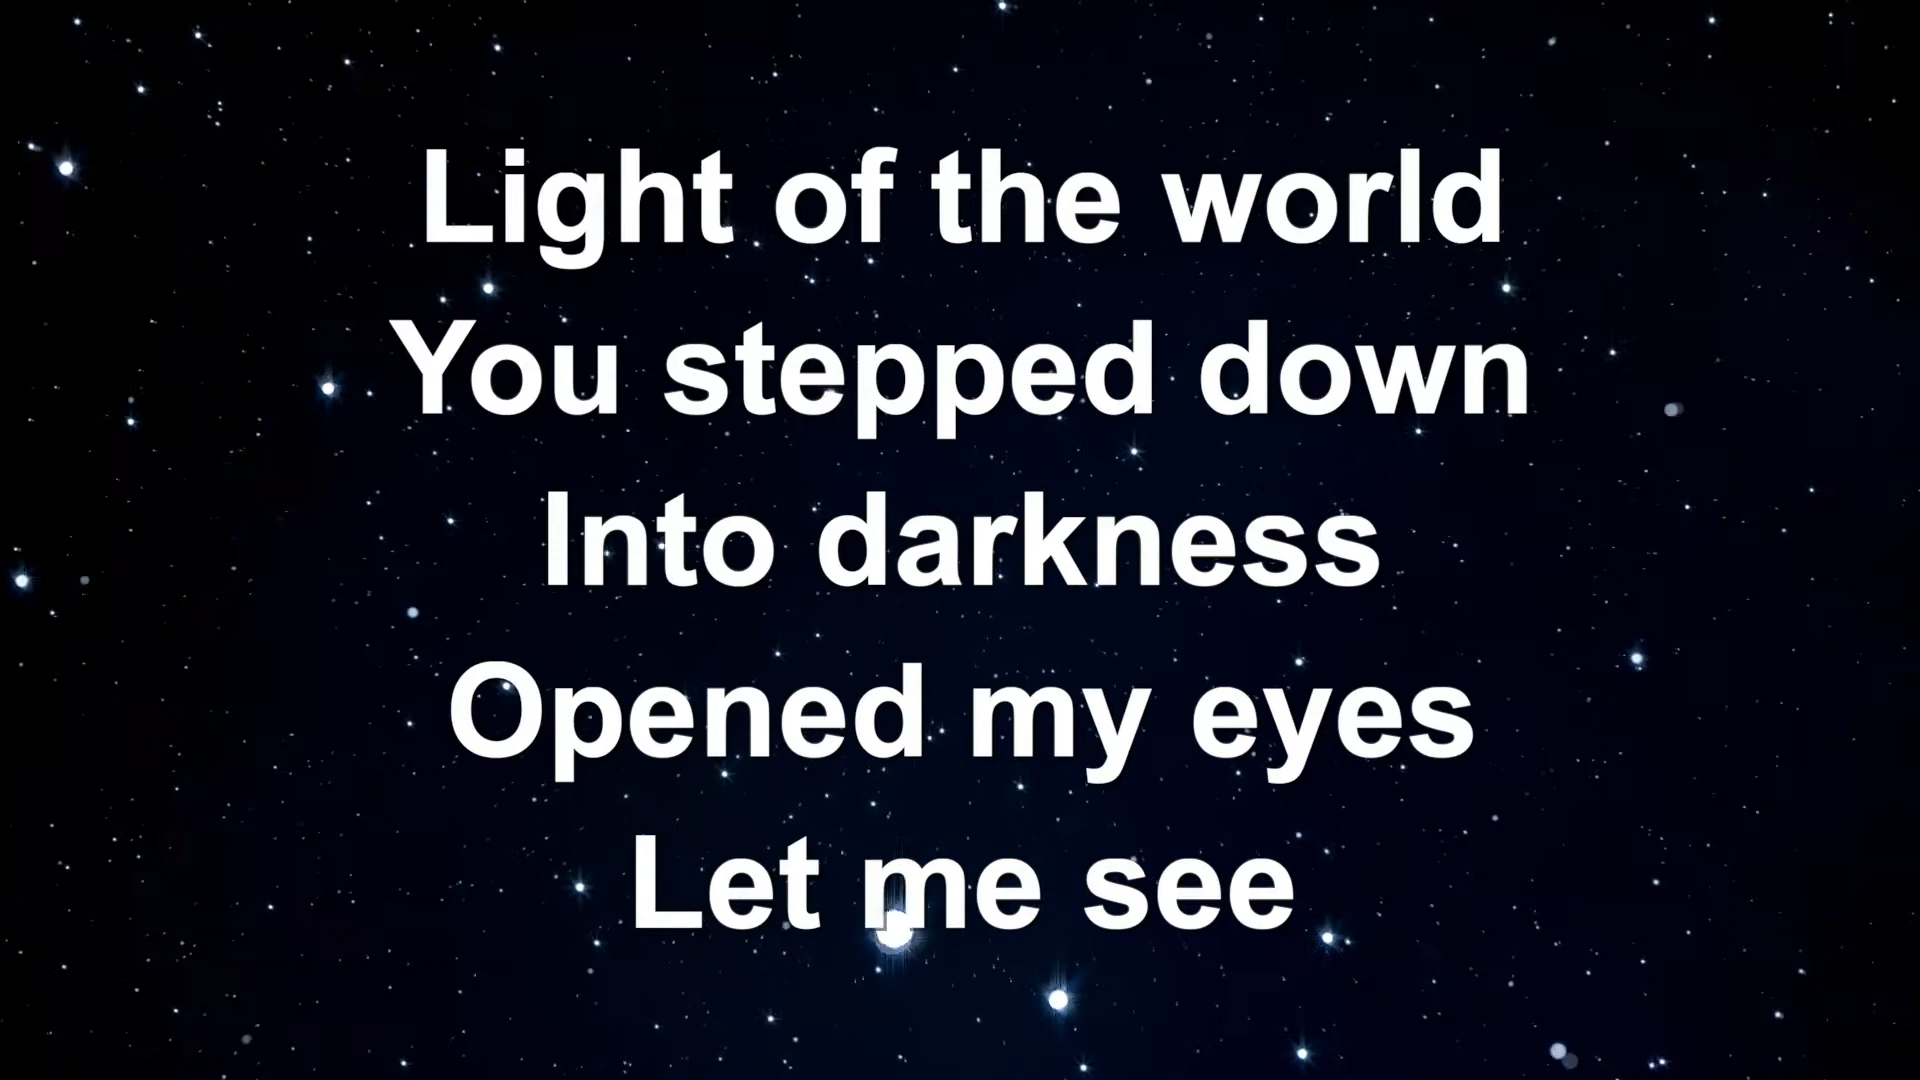 Light of the world
You stepped down
Into darkness
Opened my eyes
Let me see